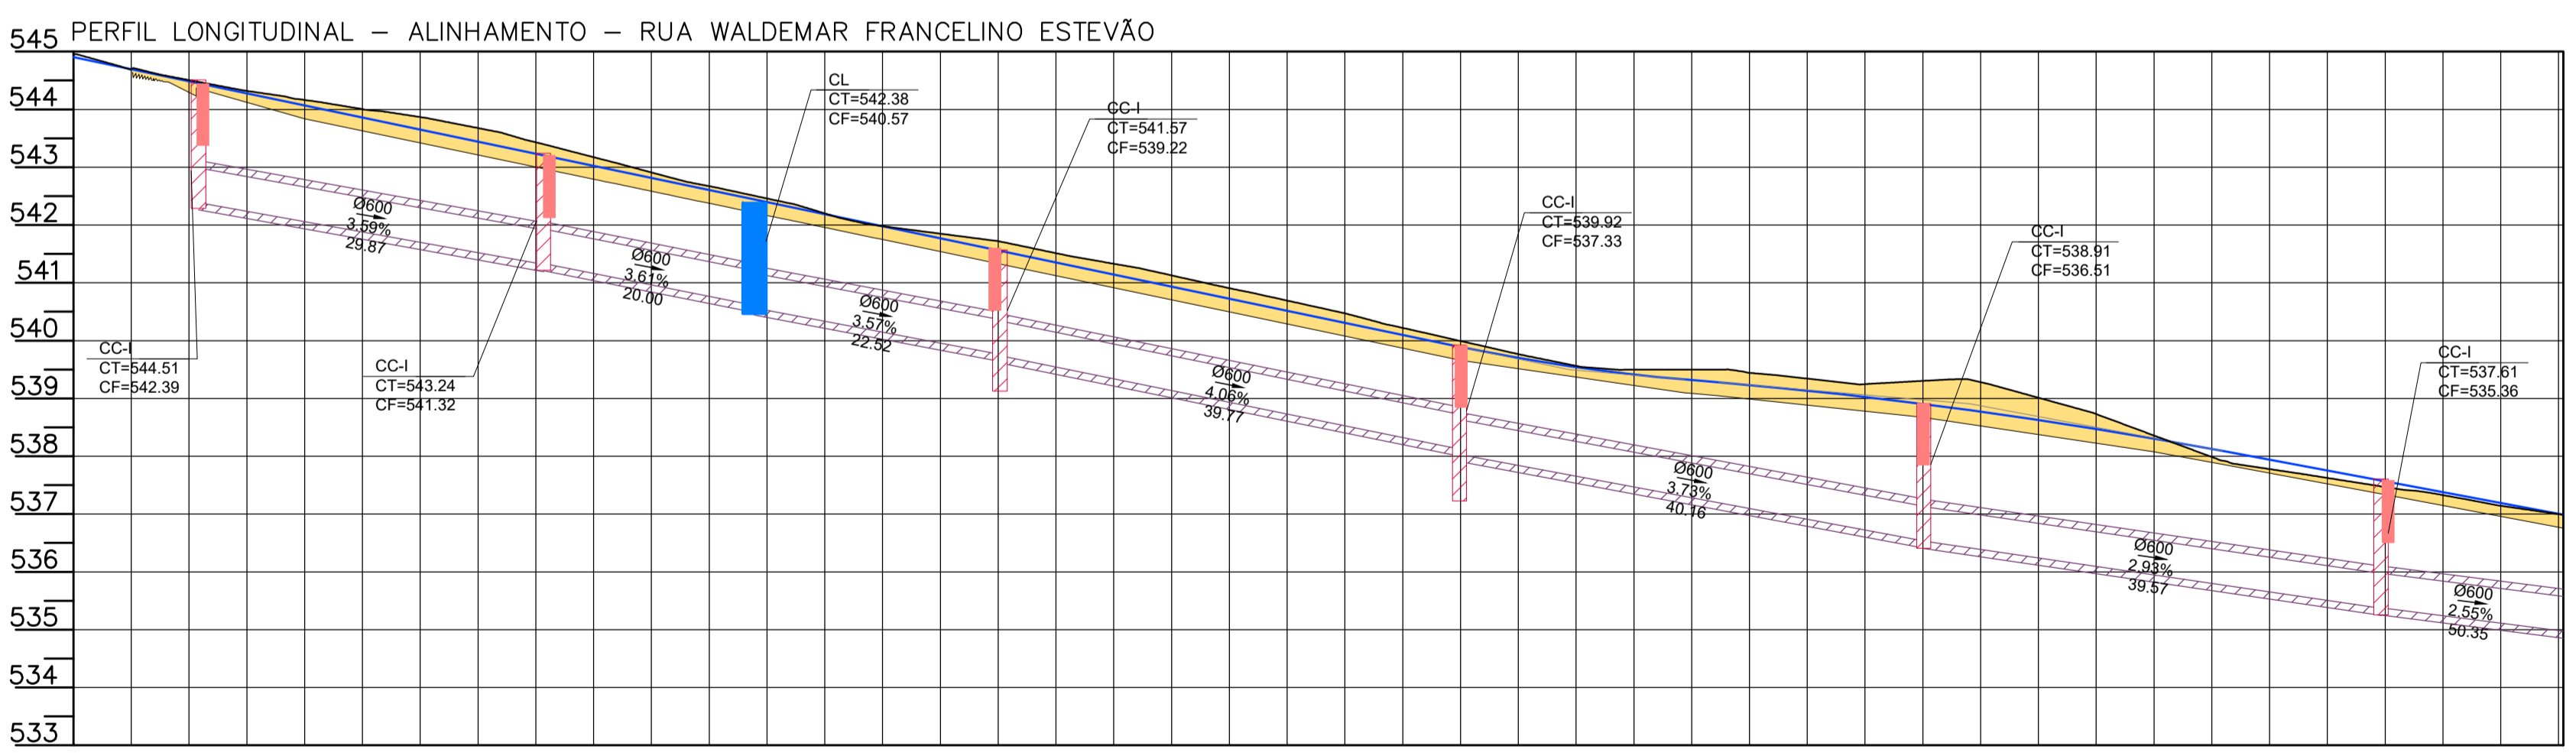 PERFIL LONGITUDINAL – ALINHAMENTO – RUA WALDEMAR FRANCELINO ESTEVÃO
545
544
543
542
541
540
539
538
537
536
535
534
533
CC-I
CT=544.51
CF=542.39
Ø600
3.59%
29.87
CC-I
CT=543.24
CF=541.32
Ø600
3.61%
20.00
CL
CT=542.38
CF=540.57
Ø600
3.57%
22.52
CC-I
CT=541.57
CF=539.22
Ø600
4.06%
39.77
CC-I
CT=539.92
CF=537.33
Ø600
3.73%
40.16
CC-I
CT=538.91
CF=536.51
Ø600
2.93%
39.57
CC-I
CT=537.61
CF=535.36
Ø600
2.55%
50.35